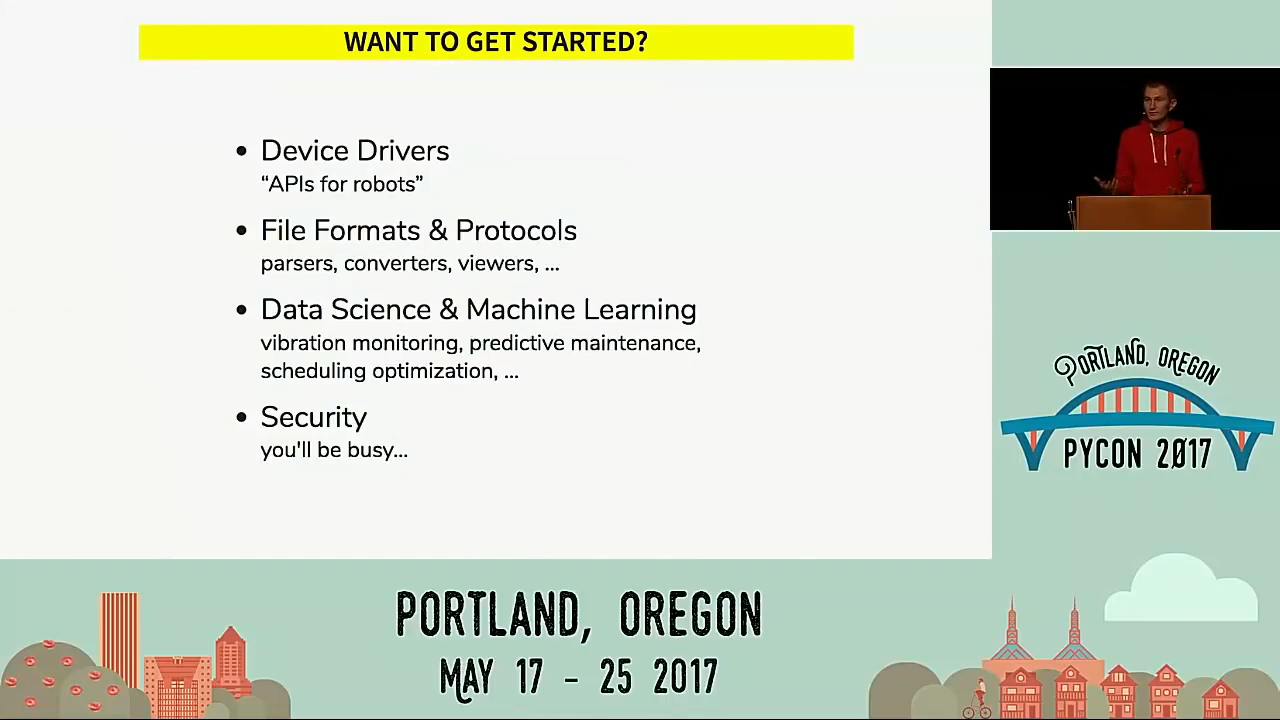 WANT TO GET STARTED?
• Device Drivers
“APIs for robots”
• File Formats & Protocols
parsers, converters, viewers, ...
• Data Science & Machine Learning
vibration monitoring, predictive maintenance,
scheduling optimization, ...
• Security
you'll be busy...
PORTLAND, OREGON
PYCON 2017
PORTLAND, OREGON
MAY 17 - 25 2017